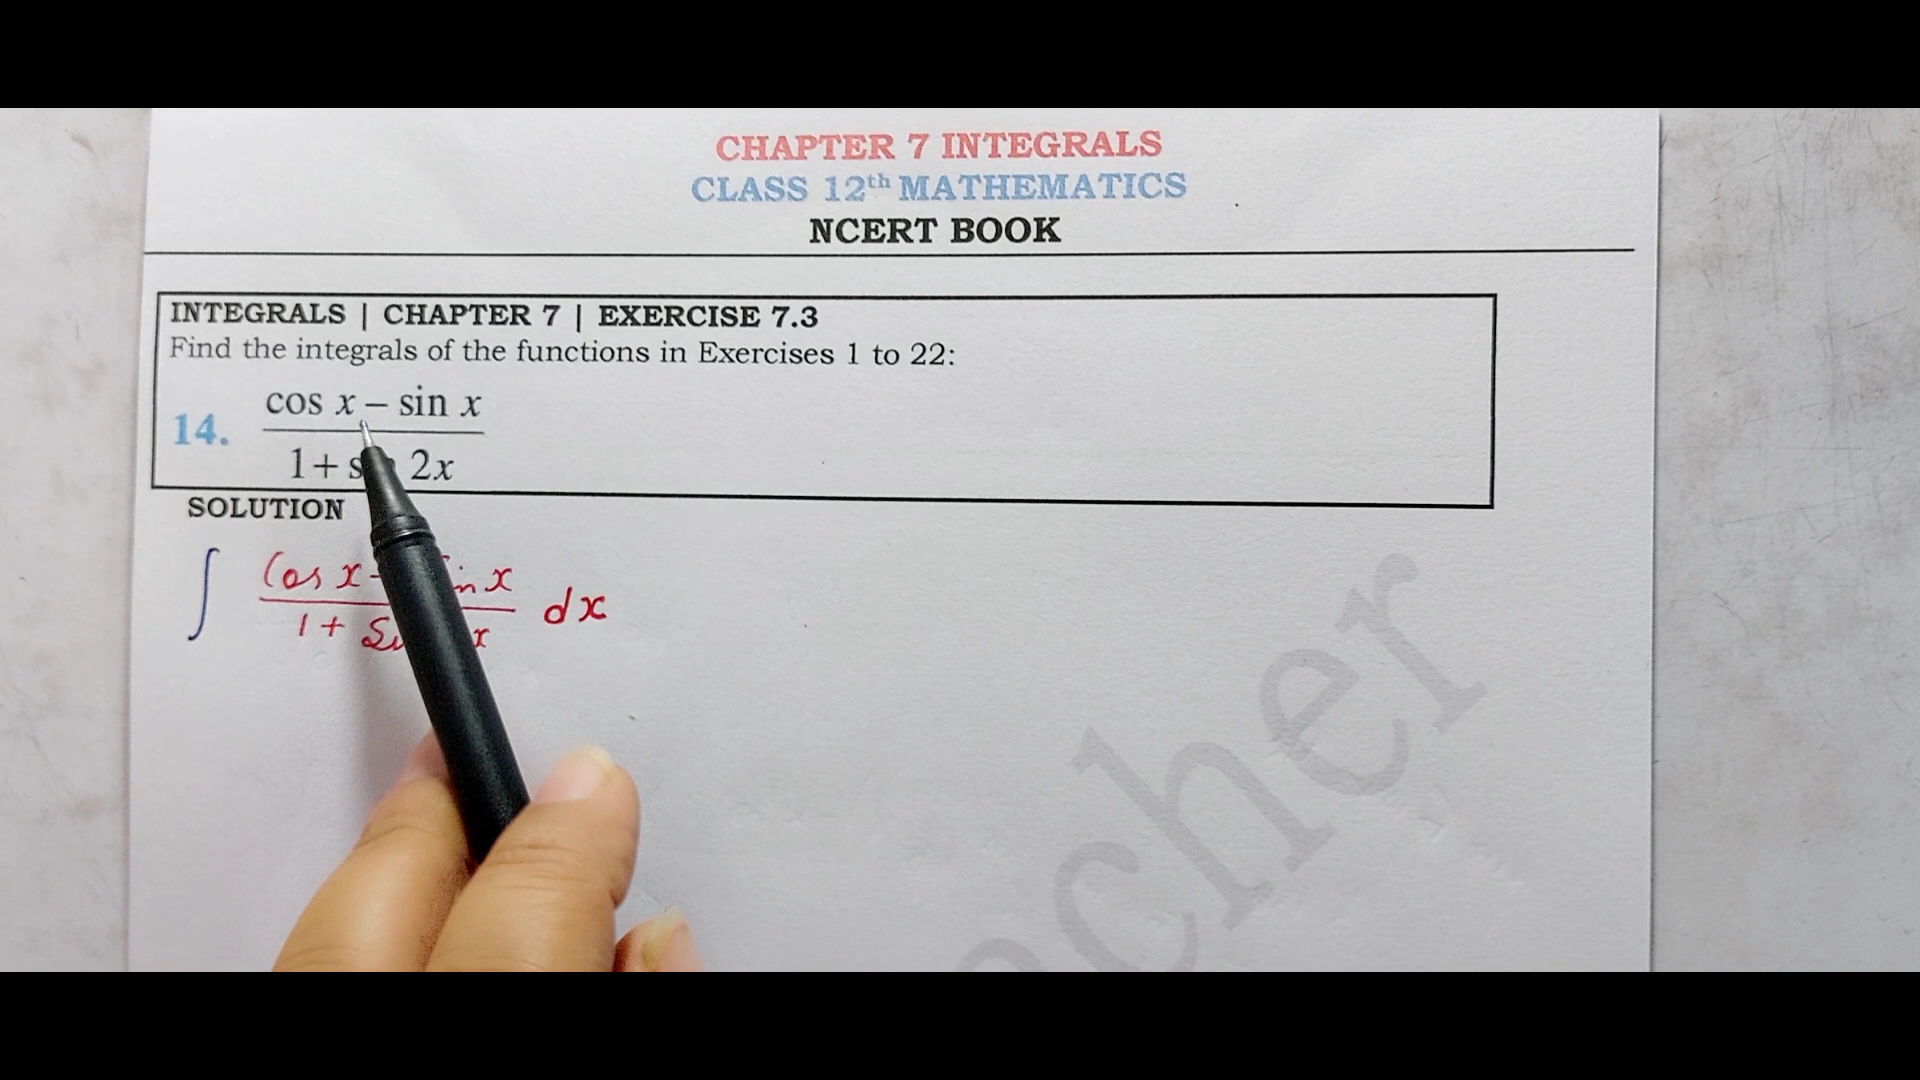 CHAPTER 7 INTEGRALS
CLASS 12th MATHEMATICS
NCERT BOOK
INTEGRALS | CHAPTER 7 | EXERCISE 7.3
Find the integrals of the functions in Exercises 1 to 22:
14.
cos x – sin x
1 + 2x
SOLUTION
∫ Cos x - x dx
1 + x